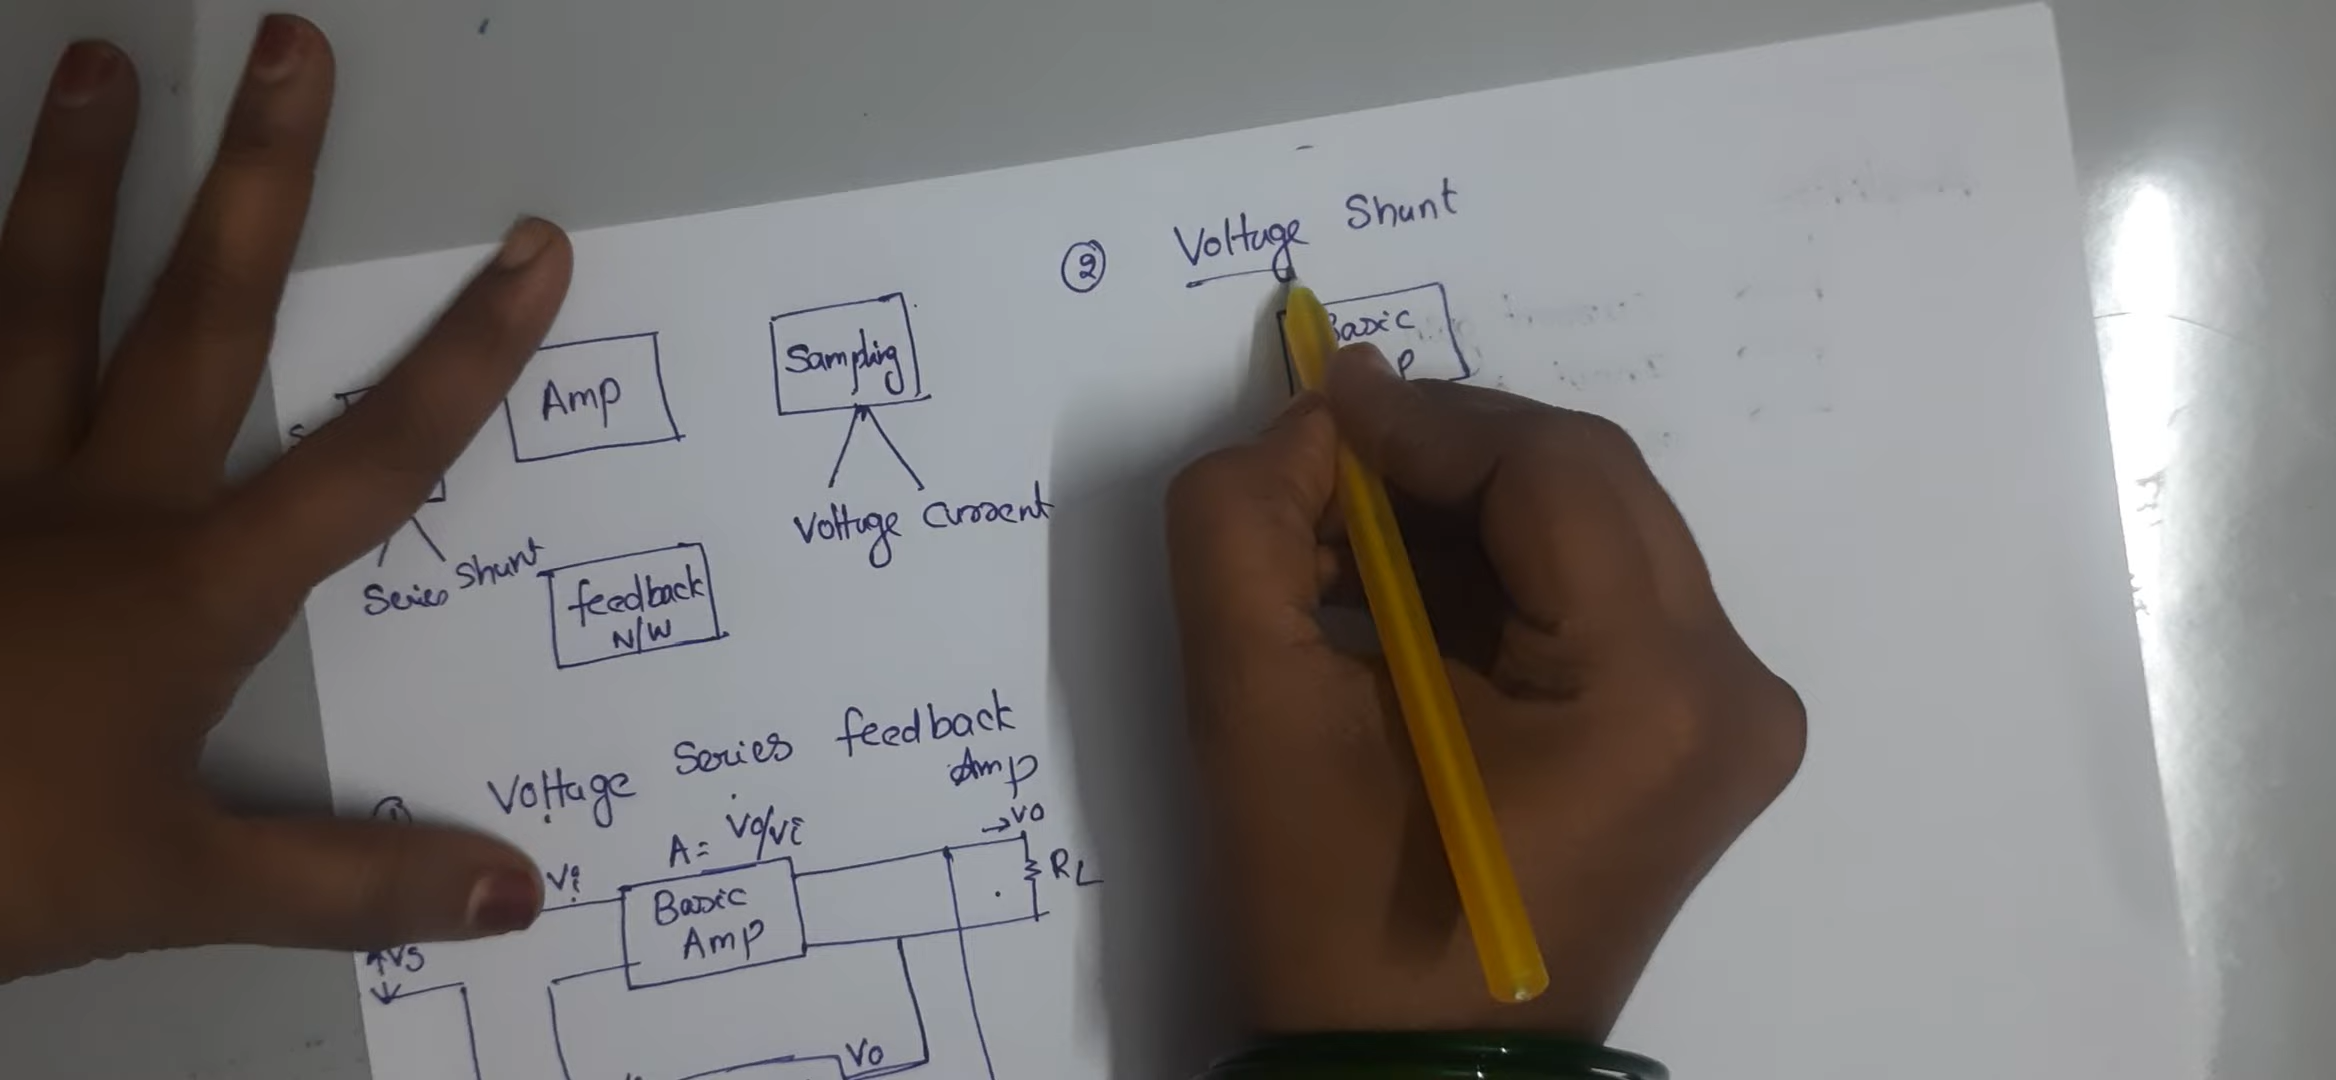 Amp
Sampling
Voltage Current
Series Shunt
feedback
N/W
① Voltage Series feedback
Amp
A = Vo/Vi
→Vo
Vi
RL
Basic
Amp
Vs
Vo
② Voltage Shunt
Basic